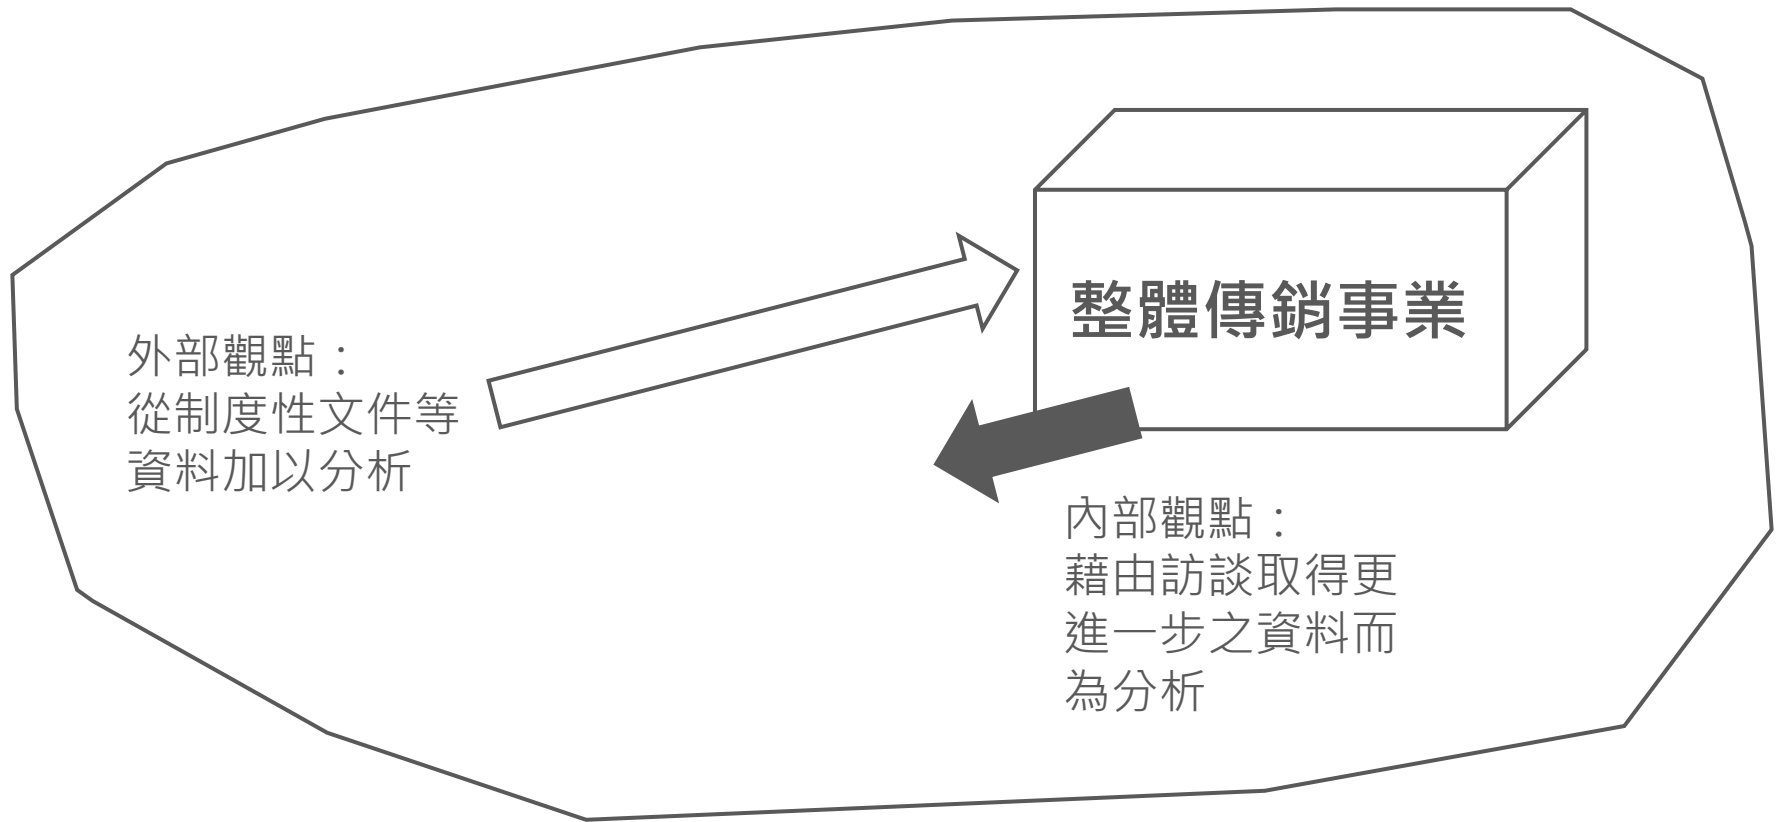 整體傳銷事業
外部觀點：
從制度性文件等
資料加以分析
內部觀點：
藉由訪談取得更
進一步之資料而
為分析